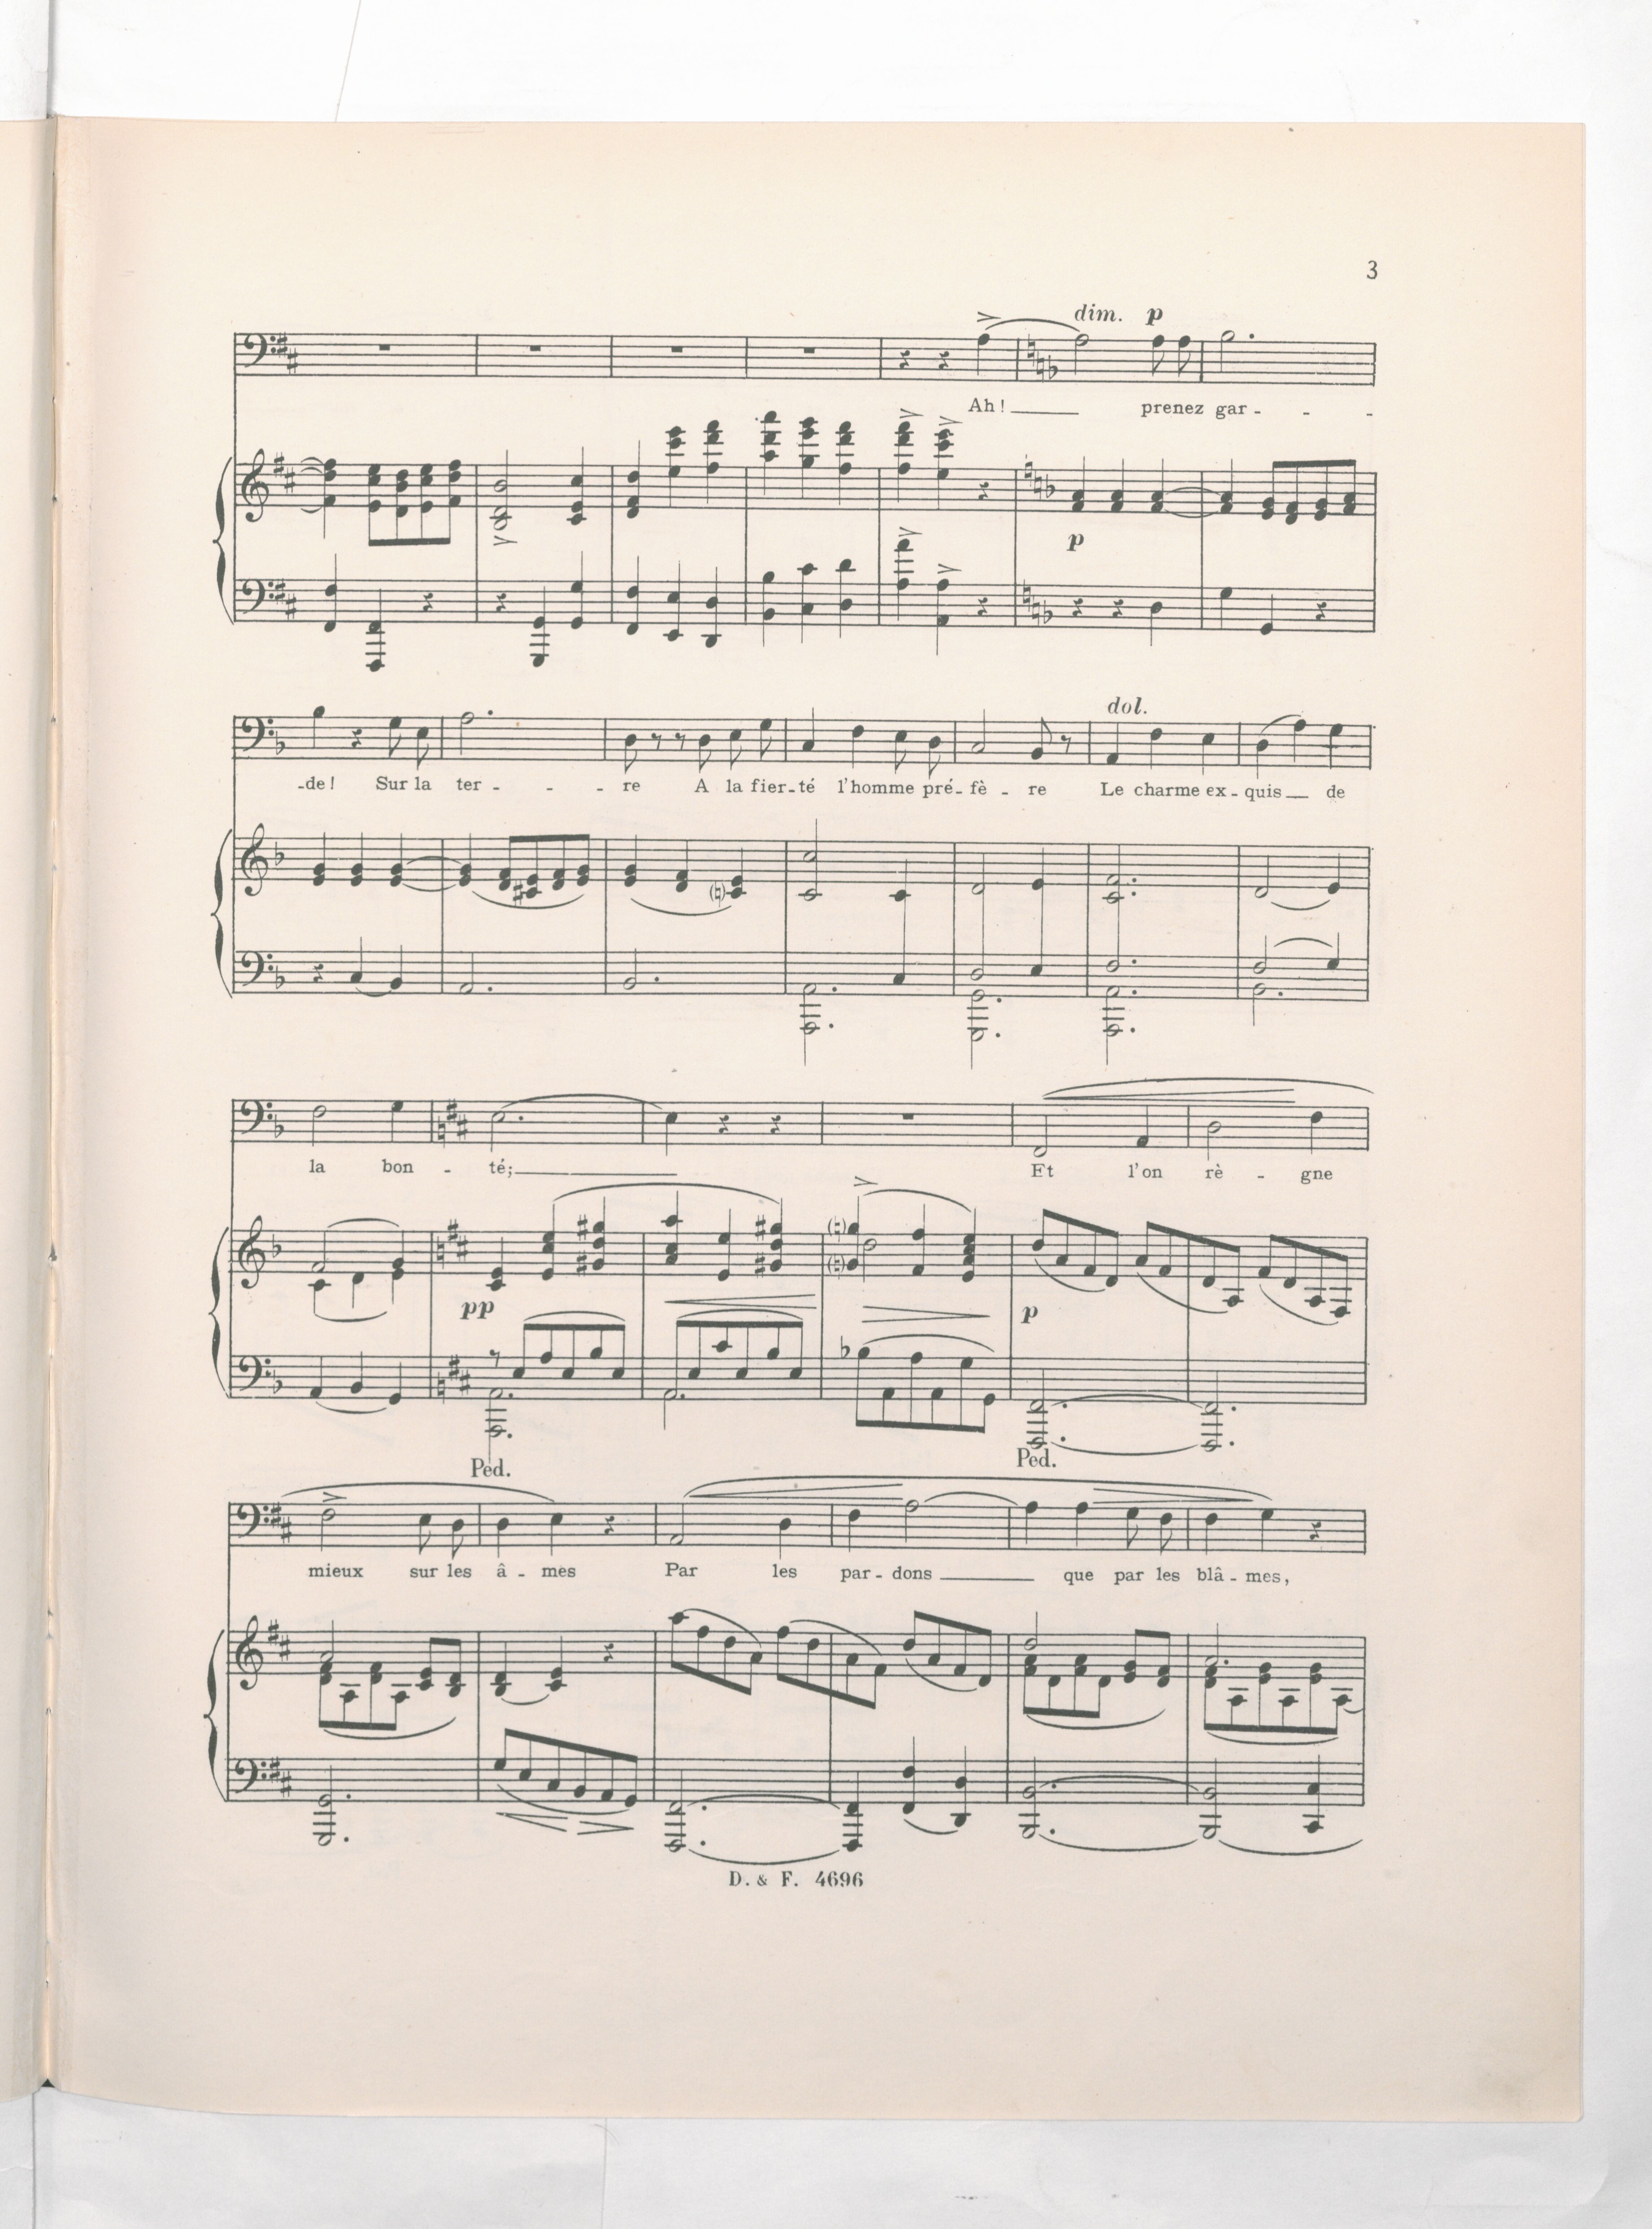 3
dim. p
Ah! prenez gar - - -
p
dol.
-de! Sur la ter - - - re A la fier-té l'homme pré-fè - re Le charme ex-quis de
la bon - té; Et l'on rè - gne
pp p
Ped. Ped.
mieux sur les â - mes Par les par-dons que par les blâ - mes,
D. & F. 4696